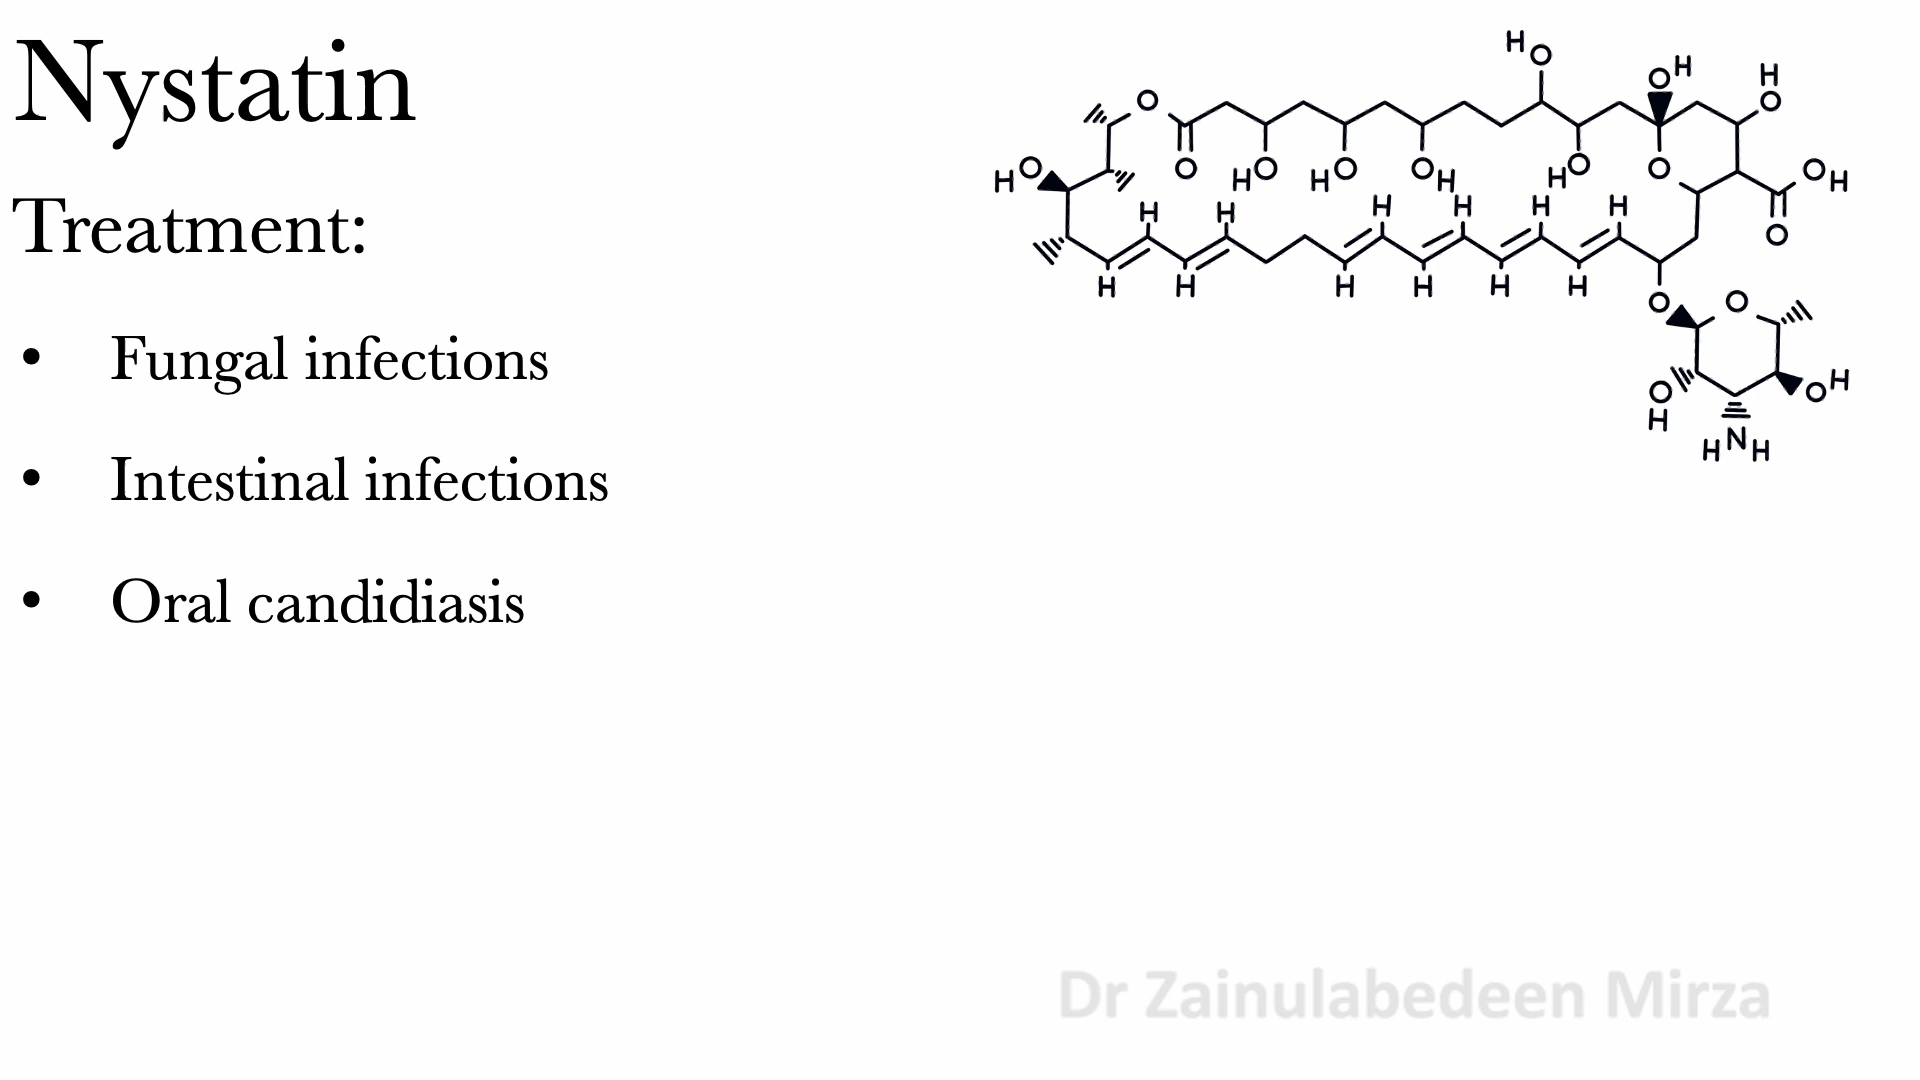 Nystatin
Treatment:
• Fungal infections
• Intestinal infections
• Oral candidiasis
H O
O H
H
O
O
H O
O
H O
H O
O H
H O
O
O H
O
H
H
H
H
H
H
H
H
H
H
H
H
O
O
O
H
O H
H N H
Dr Zainulabedeen Mirza